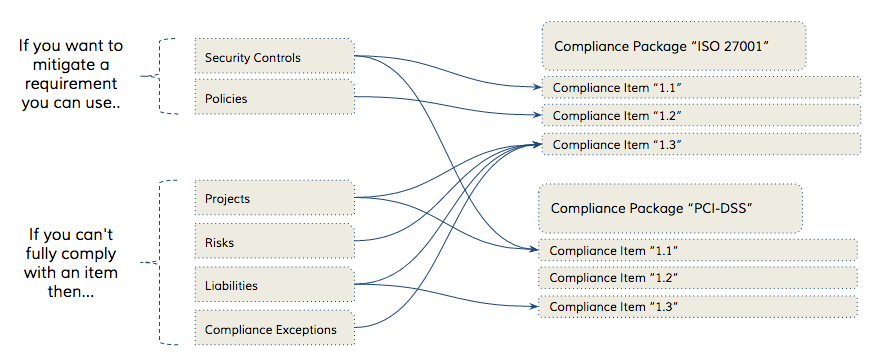 If you want to
mitigate a
requirement
you can use..
Security Controls
Policies
If you can't
fully comply
with an item
then...
Projects
Risks
Liabilities
Compliance Exceptions
Compliance Package “ISO 27001”
Compliance Item “1.1”
Compliance Item “1.2”
Compliance Item “1.3”
Compliance Package “PCI-DSS”
Compliance Item “1.1”
Compliance Item “1.2”
Compliance Item “1.3”